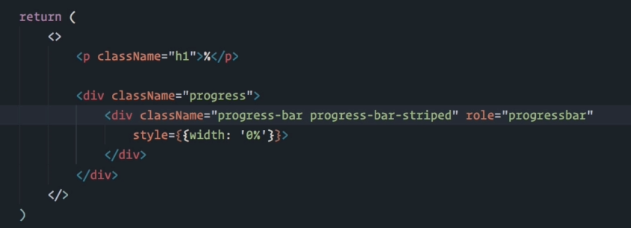 return (
<>
<p className="h1">%</p>
<div className="progress">
<div className="progress-bar progress-bar-striped" role="progressbar"
style={{width: '0%'}}>
</div>
</div>
</>
)